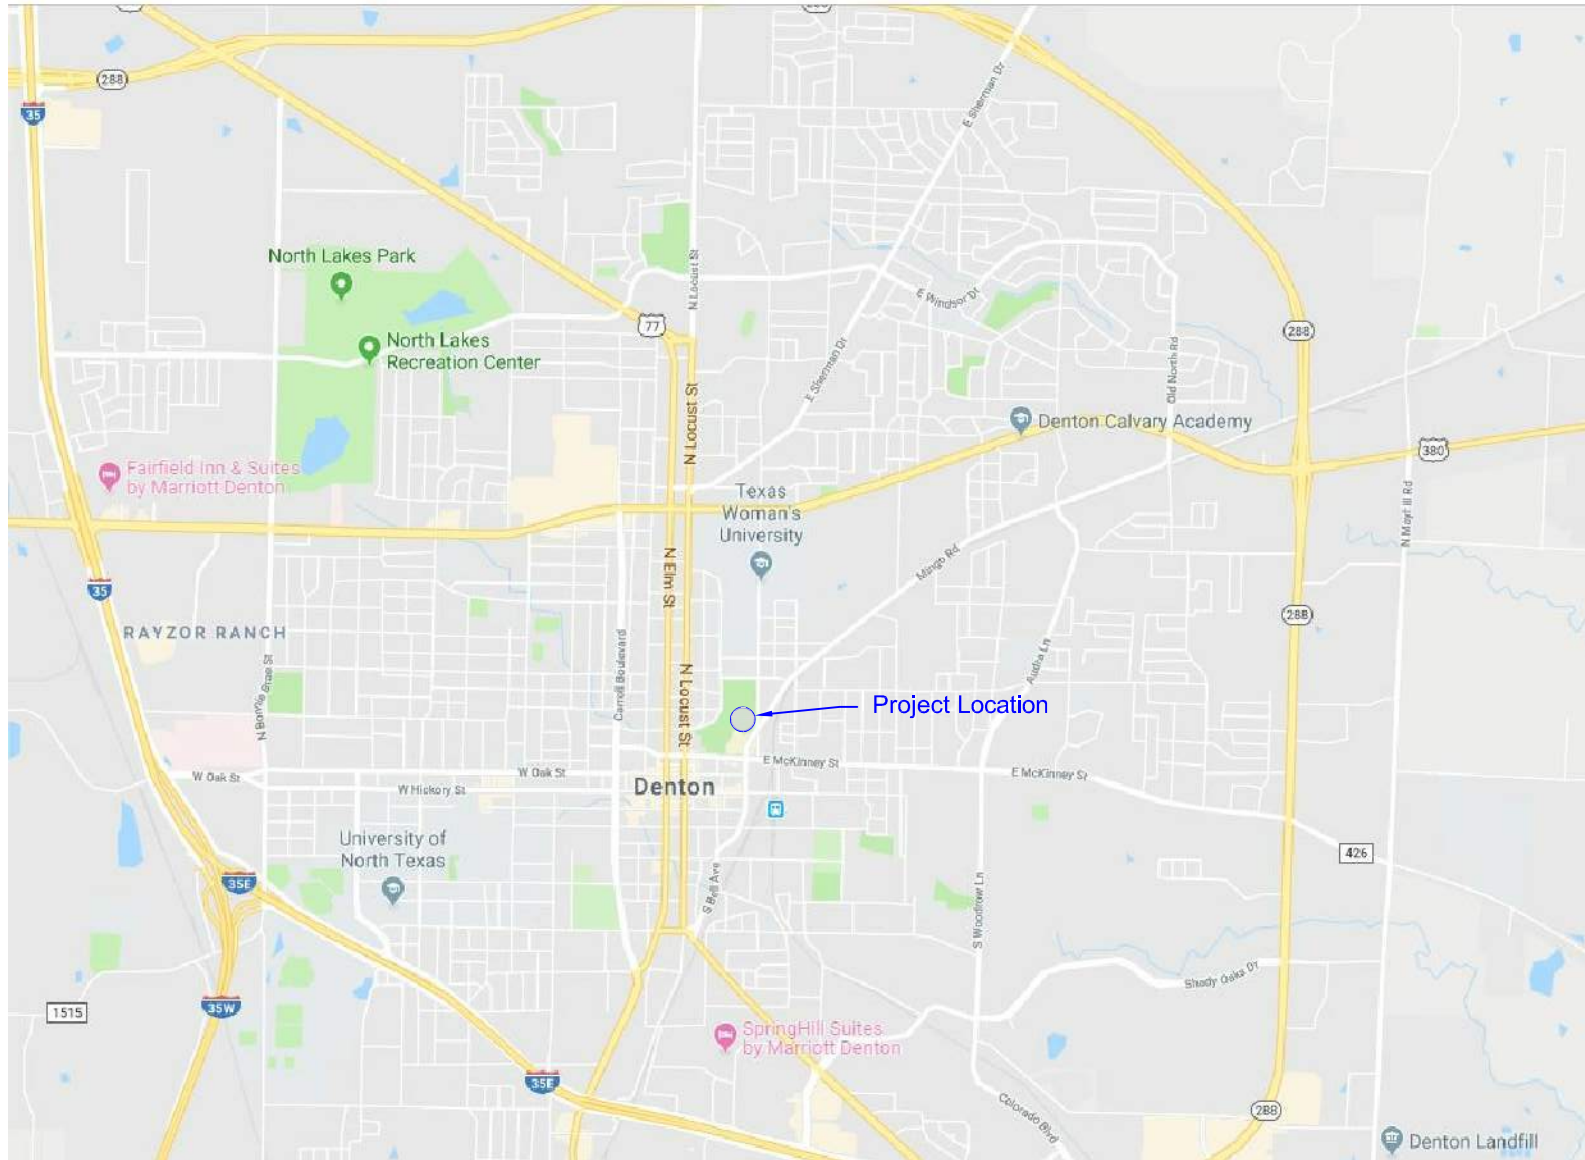 288
35
E Sherman Dr
North Lakes Park
N Locust St
E Windsor Dr
77
288
North Lakes
Recreation Center
E Sherman Dr
Old North Rd
N Locust St
Denton Calvary Academy
380
Fairfield Inn & Suites
by Marriott Denton
Texas
Woman's
University
N Mayhill Rd
Mingo Rd
N Elm St
35
288
RAYZOR RANCH
Carroll Boulevard
Audra Ln
N Bonnie Brae St
N Locust St
Project Location
E McKinney St
W Oak St
W Oak St
E McKinney St
W Hickory St
Denton
University of
North Texas
426
35E
S Bell Ave
S Woodrow Ln
Shady Oaks Dr
1515
35W
SpringHill Suites
by Marriott Denton
35E
Colorado Blvd
288
Denton Landfill